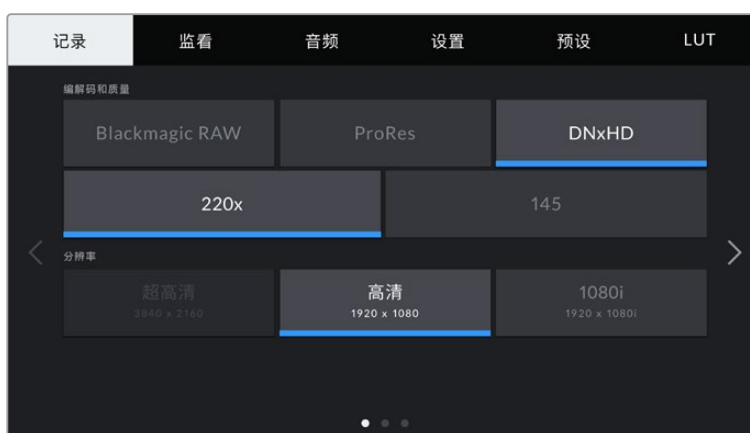 记录 监看 音频 设置 预设 LUT
编解码和质量
Blackmagic RAW ProRes DNxHD
220x 145
分辨率
超高清 高清 1080i
3840 x 2160 1920 x 1080 1920 x 1080i